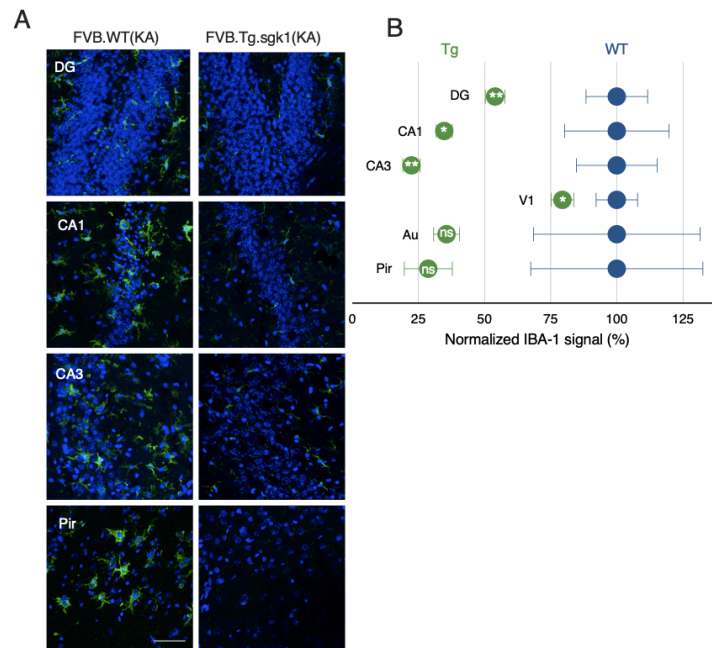 A
FVB.WT(KA) FVB.Tg.sgk1(KA)
DG
CA1
CA3
Pir
B
Tg WT
DG **
CA1 *
CA3 **
V1 *
Au ns
Pir ns
0 25 50 75 100 125
Normalized IBA-1 signal (%)